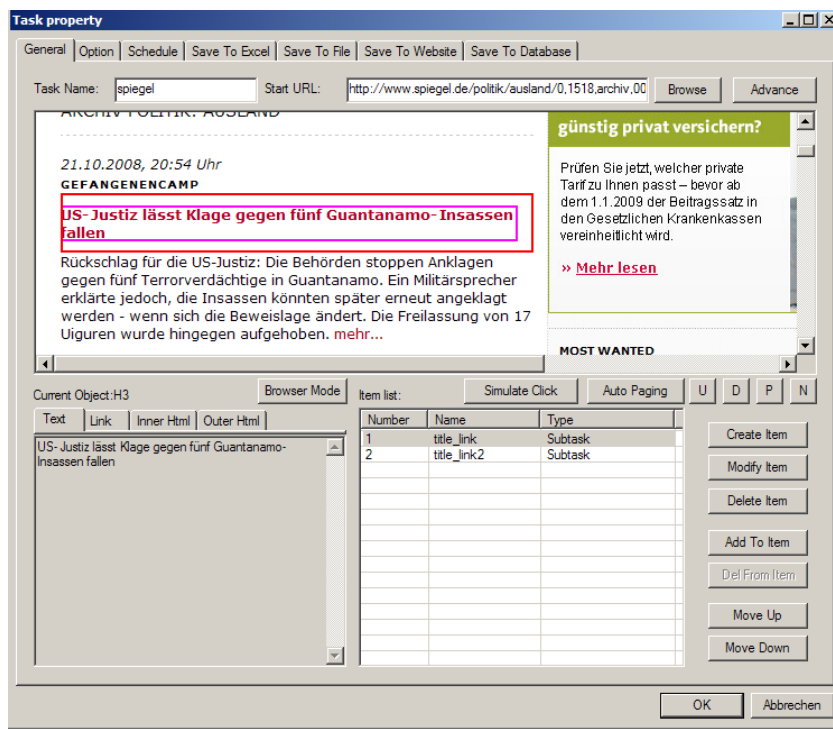 Task property
General Option Schedule Save To Excel Save To File Save To Website Save To Database
Task Name: spiegel Start URL: http://www.spiegel.de/politik/ausland/0,1518,archiv,00 Browse Advance
ARCHIV POLITIK: AUSLAND
21.10.2008, 20:54 Uhr
GEFANGENENCAMP
US-Justiz lässt Klage gegen fünf Guantanamo-Insassen
fallen
Rückschlag für die US-Justiz: Die Behörden stoppen Anklagen
gegen fünf Terrorverdächtige in Guantanamo. Ein Militärsprecher
erklärte jedoch, die Insassen könnten später erneut angeklagt
werden - wenn sich die Beweislage ändert. Die Freilassung von 17
Uiguren wurde hingegen aufgehoben. mehr...
günstig privat versichern?
Prüfen Sie jetzt, welcher private
Tarif zu Ihnen passt – bevor ab
dem 1.1.2009 der Beitragssatz in
den Gesetzlichen Krankenkassen
vereinheitlicht wird.
» Mehr lesen
MOST WANTED
Current Object:H3 Browser Mode
Text Link Inner Html Outer Html
US-Justiz lässt Klage gegen fünf Guantanamo-
Insassen fallen
Item list: Simulate Click Auto Paging U D P N
Number Name Type
1 title_link Subtask
2 title_link2 Subtask
Create Item
Modify Item
Delete Item
Add To Item
Del From Item
Move Up
Move Down
OK Abbrechen